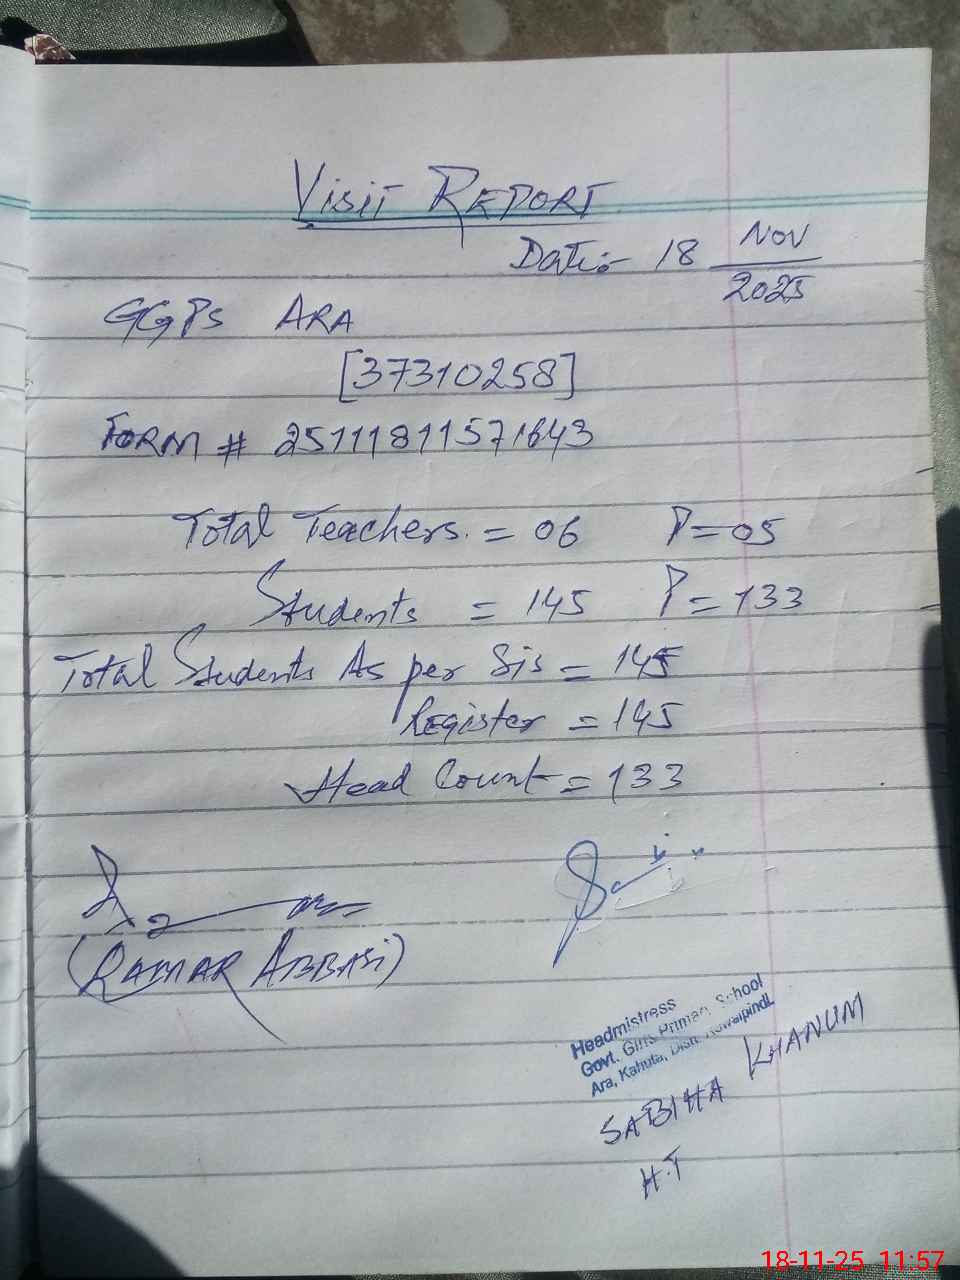 VISIT REPORT
Date:- 18 Nov
2025
GGPS ARA
[37310258]
FORM # 25111811571643
Total Teachers. = 06 P = 05
Students = 145 P = 133
Total Students As per Sis = 145
Register = 145
Head Count = 133
ABBASI)
Headmistress
Govt. Girls Primary School
Ara, Kahuta, Distt. Rawalpindi.
SABIHA KHANUM
H.T
18-11-25 11:57